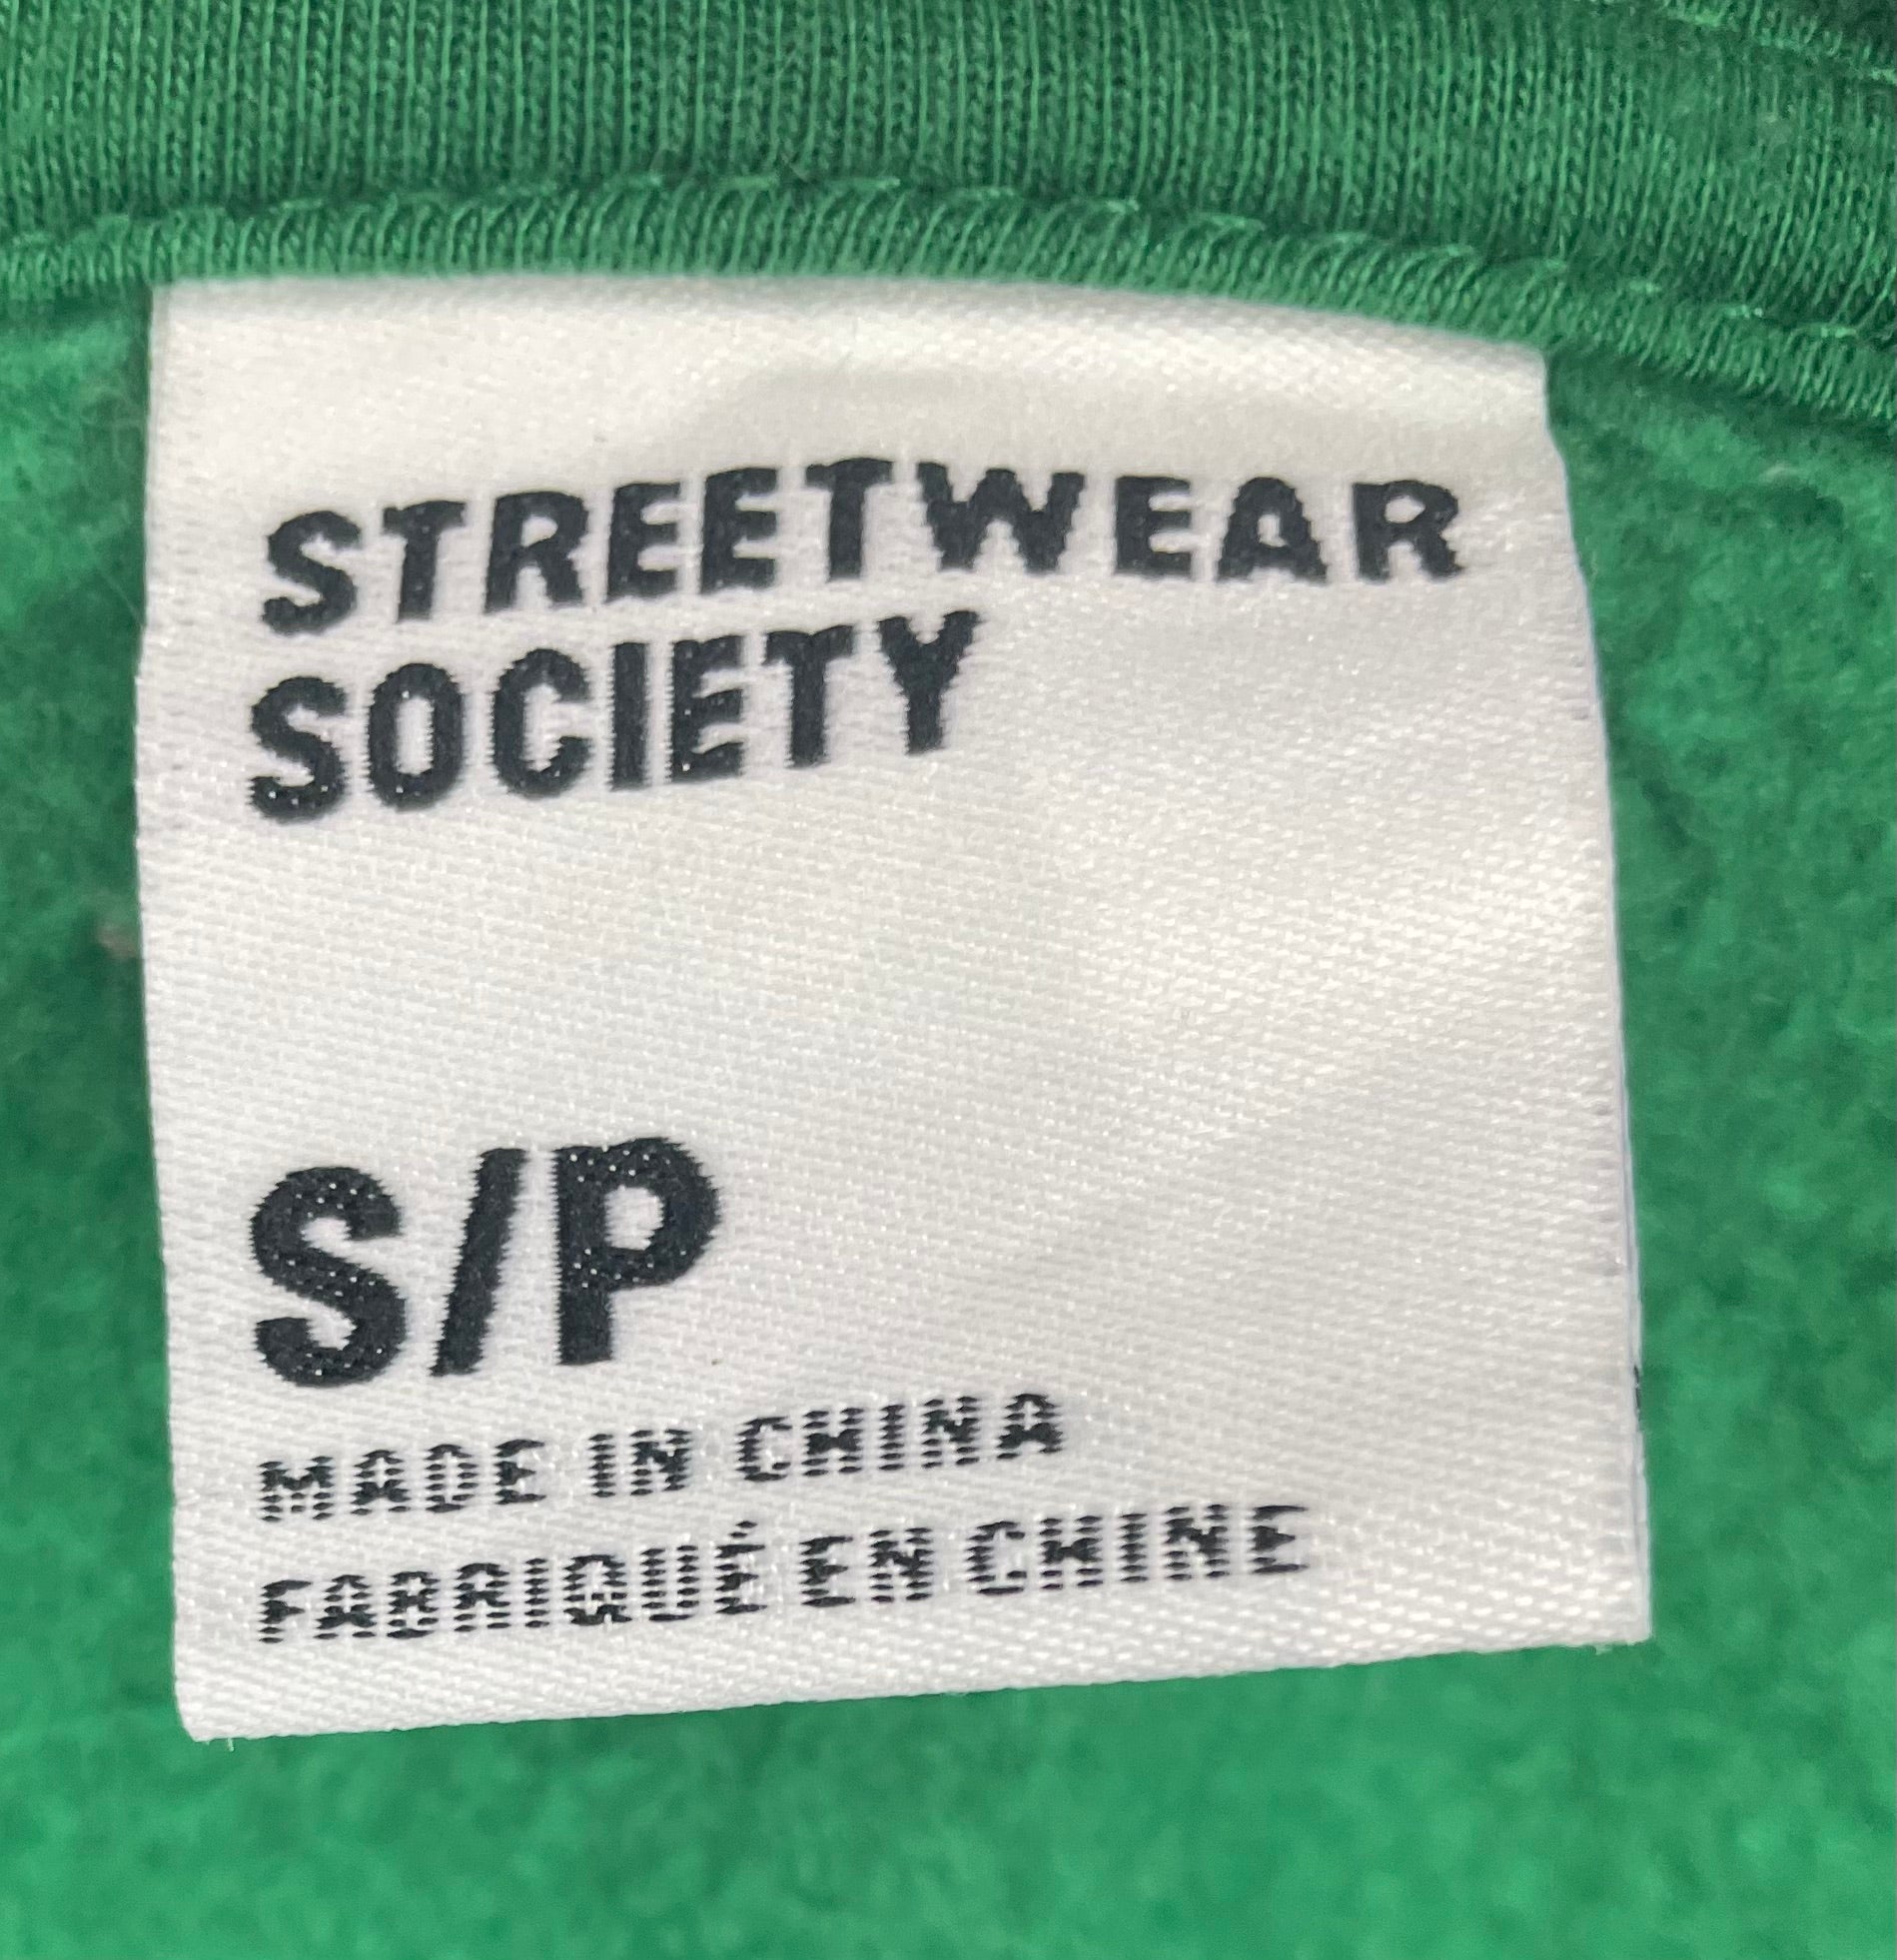 STREETWEAR
SOCIETY
S/P
MADE IN CHINA
FABRIQUÉ EN CHINE